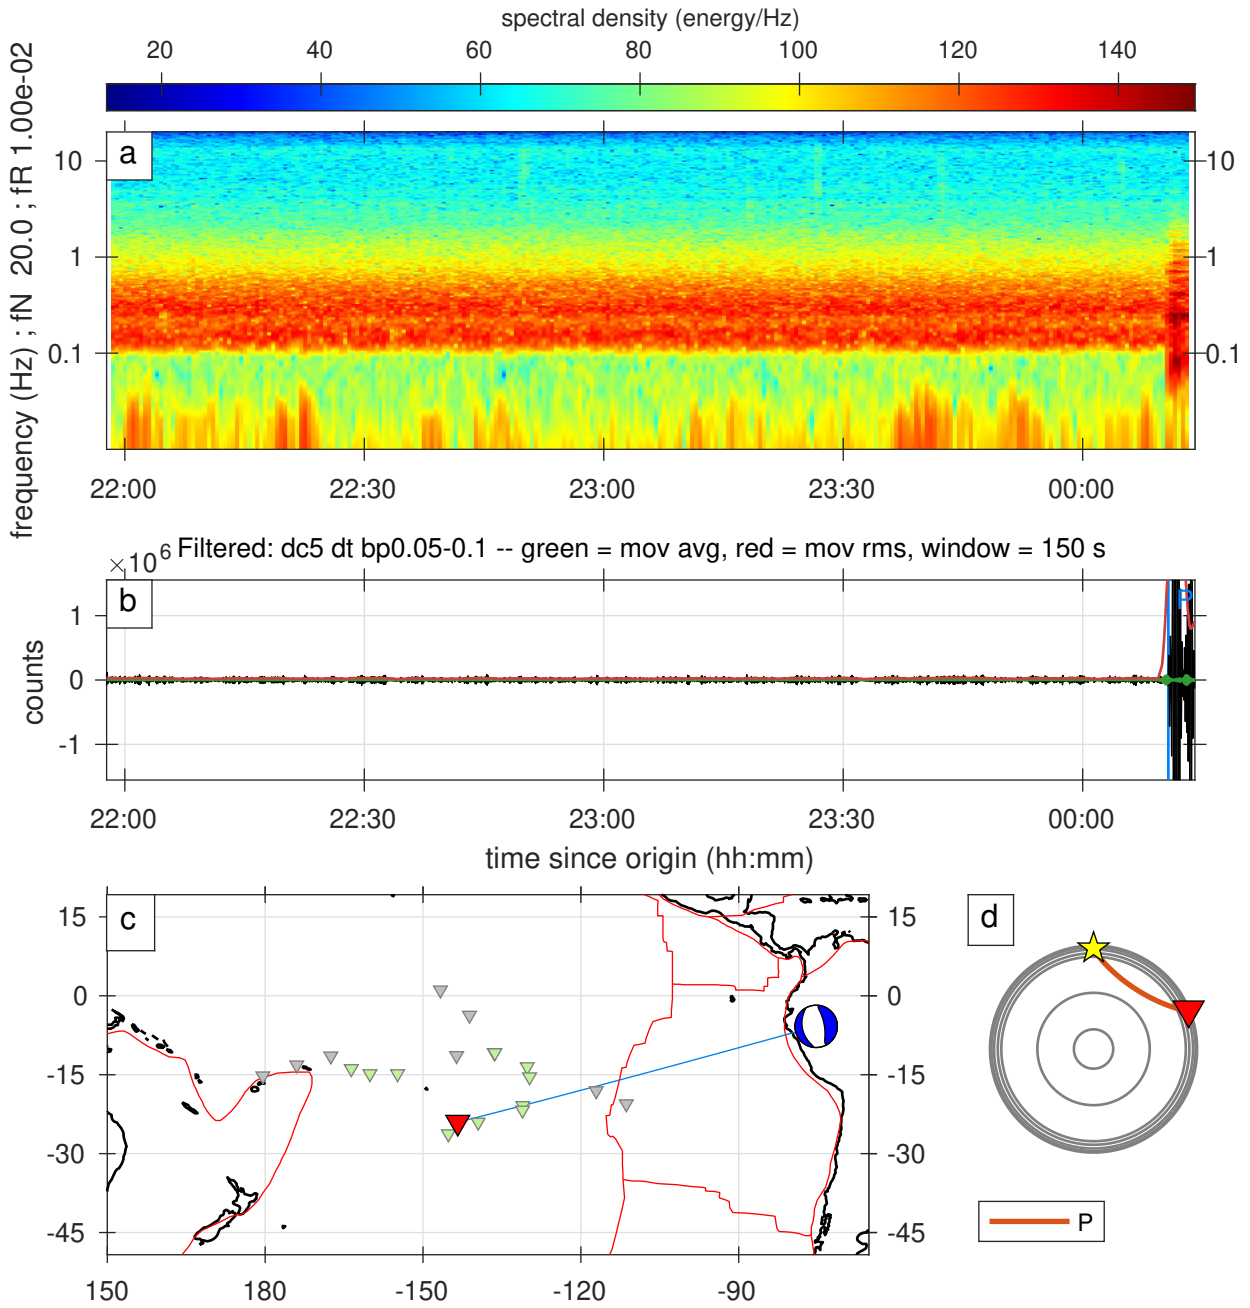 spectral density (energy/Hz)
20 40 60 80 100 120 140
frequency (Hz) ; fN 20.0 ; fR 1.00e-02
a
10 10
1 1
0.1 0.1
22:00 22:30 23:00 23:30 00:00
×10^6 Filtered: dc5 dt bp0.05-0.1 -- green = mov avg, red = mov rms, window = 150 s
b
P
counts
1
0
-1
22:00 22:30 23:00 23:30 00:00
time since origin (hh:mm)
c
15 15
0 0
-15 -15
-30 -30
-45 -45
150 180 -150 -120 -90
d
P